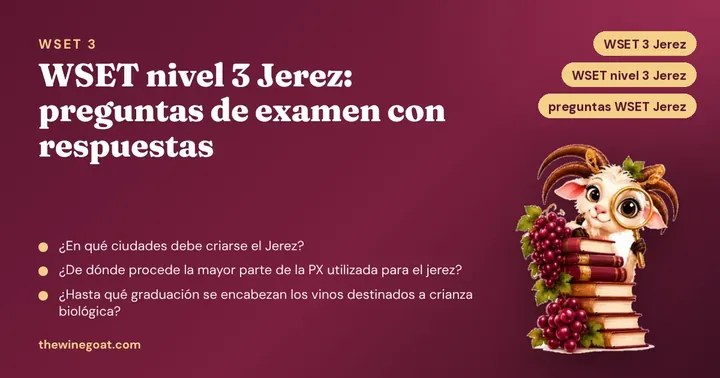 WSET 3
WSET nivel 3 Jerez:
preguntas de examen con
respuestas
WSET 3 Jerez
WSET nivel 3 Jerez
preguntas WSET Jerez
¿En qué ciudades debe criarse el Jerez?
¿De dónde procede la mayor parte de la PX utilizada para el jerez?
¿Hasta qué graduación se encabezan los vinos destinados a crianza
biológica?
thewinegoat.com